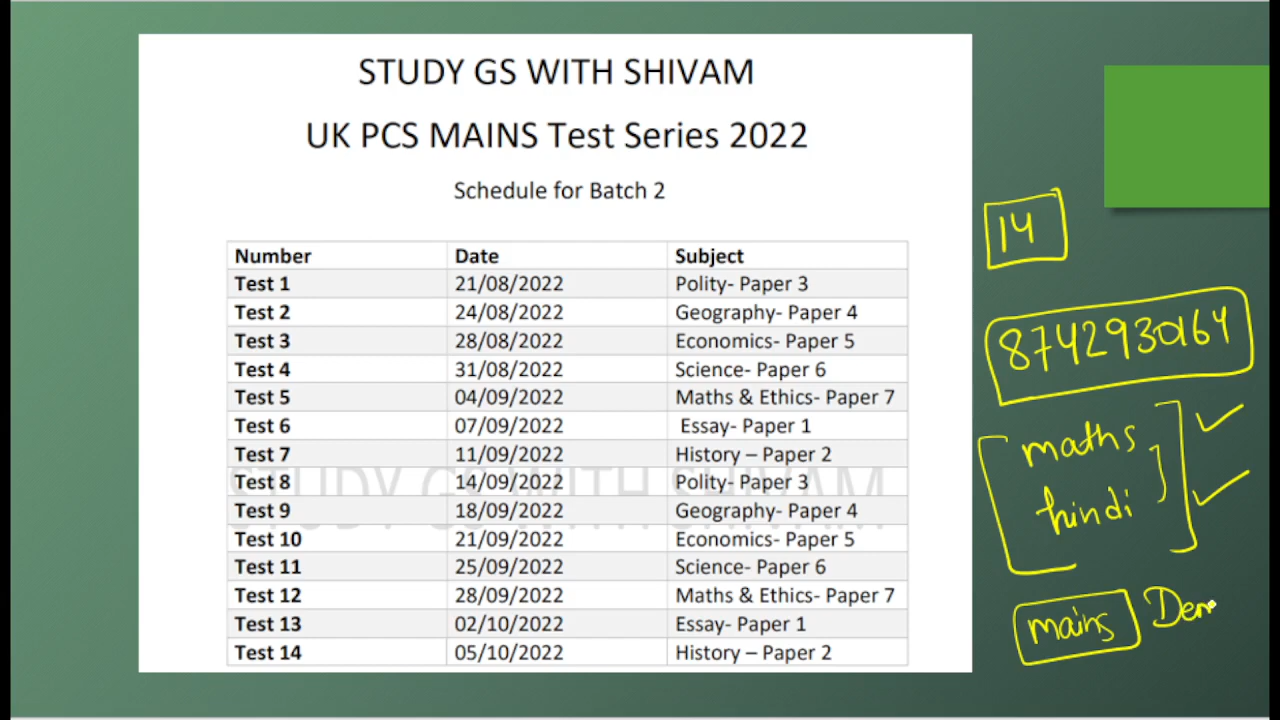 STUDY GS WITH SHIVAM
UK PCS MAINS Test Series 2022
Schedule for Batch 2
Number Date Subject
Test 1 21/08/2022 Polity- Paper 3
Test 2 24/08/2022 Geography- Paper 4
Test 3 28/08/2022 Economics- Paper 5
Test 4 31/08/2022 Science- Paper 6
Test 5 04/09/2022 Maths & Ethics- Paper 7
Test 6 07/09/2022 Essay- Paper 1
Test 7 11/09/2022 History – Paper 2
STUDY GS WITH SHIVAM
Test 8 14/09/2022 Polity- Paper 3
Test 9 18/09/2022 Geography- Paper 4
Test 10 21/09/2022 Economics- Paper 5
Test 11 25/09/2022 Science- Paper 6
Test 12 28/09/2022 Maths & Ethics- Paper 7
Test 13 02/10/2022 Essay- Paper 1
Test 14 05/10/2022 History – Paper 2
14
8742930164
maths
hindi
mains Dem